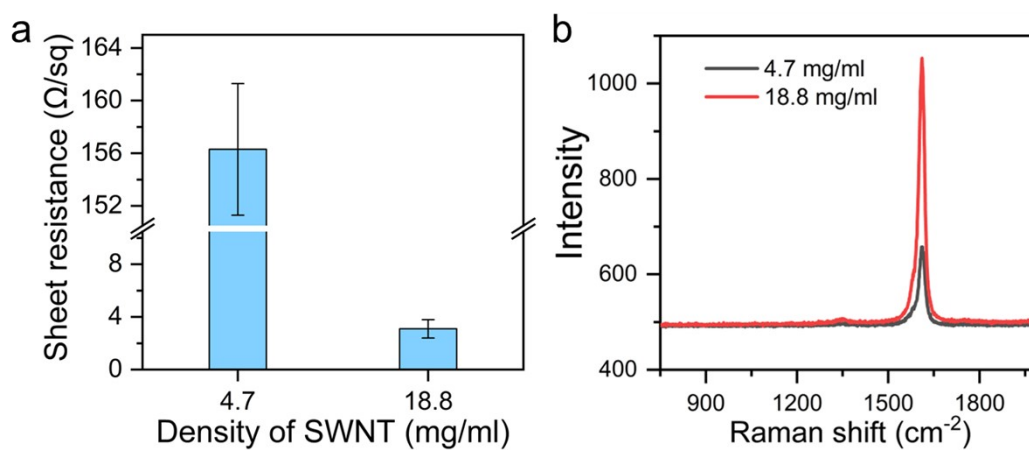 a
Sheet resistance (Ω/sq)
164
160
156
152
8
4
0
4.7
18.8
Density of SWNT (mg/ml)
b
4.7 mg/ml
18.8 mg/ml
Intensity
1000
800
600
400
900
1200
1500
1800
Raman shift (cm⁻²)